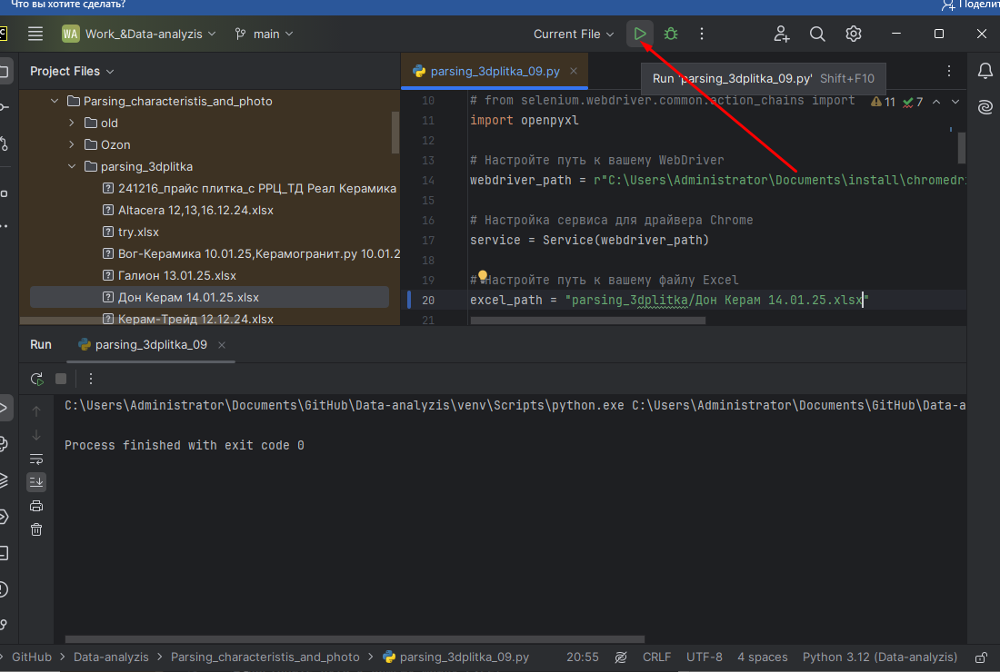 Что вы хотите сделать?
Поделит
WA Work_&Data-analyzis main Current File
Project Files
parsing_3dplitka_09.py
Run 'parsing_3dplitka_09.py' Shift+F10
Parsing_characteristis_and_photo
old
Ozon
parsing_3dplitka
241216_прайс плитка_с РРЦ_ТД Реал Керамика
Altacera 12,13,16.12.24.xlsx
try.xlsx
Вог-Керамика 10.01.25,Керамогранит.ру 10.01.2
Галион 13.01.25.xlsx
Дон Керам 14.01.25.xlsx
Керам-Трейд 12.12.24.xlsx
11 7
10 # from selenium.webdriver.common.action_chains import
11 import openpyxl
12
13 # Настройте путь к вашему WebDriver
14 webdriver_path = r"C:\Users\Administrator\Documents\install\chromedri
15
16 # Настройка сервиса для драйвера Chrome
17 service = Service(webdriver_path)
18
19 # Настройте путь к вашему файлу Excel
20 excel_path = "parsing_3dplitka/Дон Керам 14.01.25.xlsx"
21
Run parsing_3dplitka_09
C:\Users\Administrator\Documents\GitHub\Data-analyzis\venv\Scripts\python.exe C:\Users\Administrator\Documents\GitHub\Data-a
Process finished with exit code 0
GitHub > Data-analyzis > Parsing_characteristis_and_photo > parsing_3dplitka_09.py 20:55 CRLF UTF-8 4 spaces Python 3.12 (Data-analyzis)